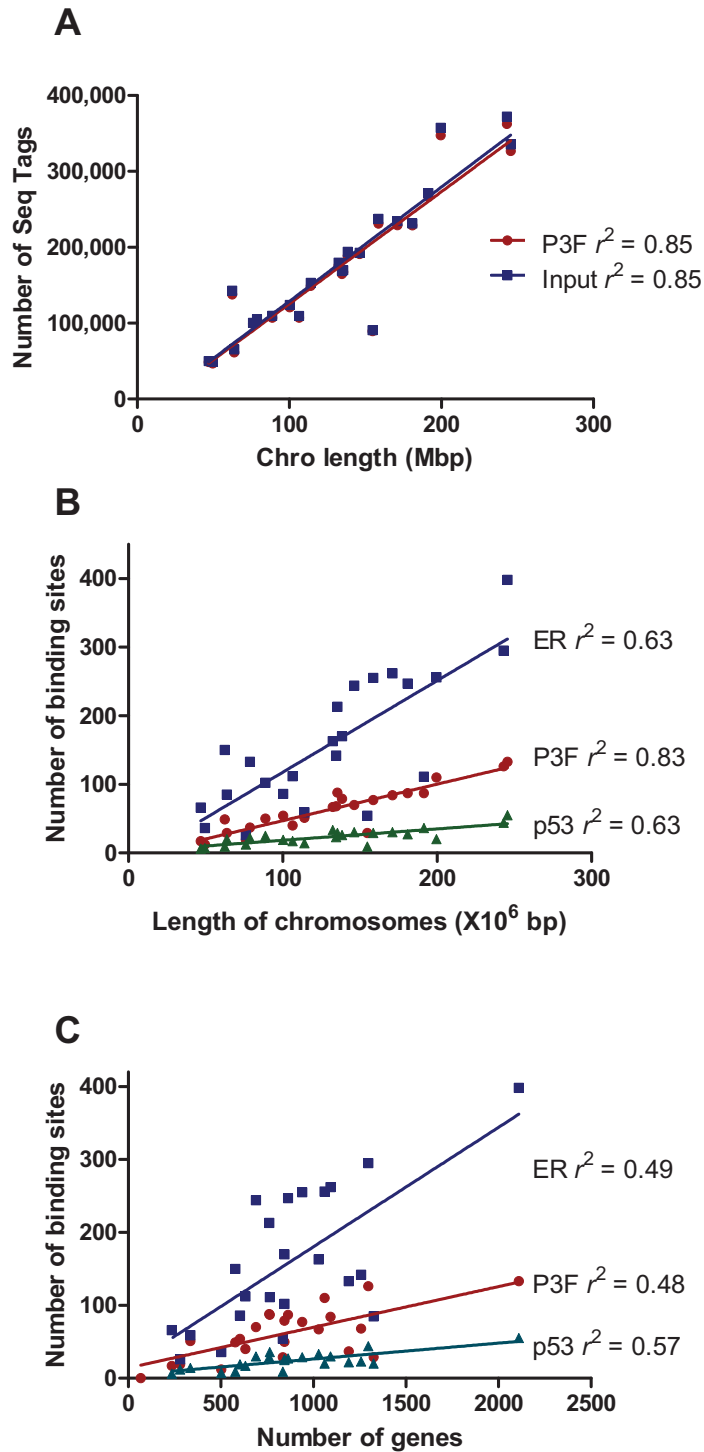 A
Number of Seq Tags
400,000
300,000
200,000
100,000
0
0 100 200 300
Chro length (Mbp)
P3F r² = 0.85
Input r² = 0.85
B
Number of binding sites
400
300
200
100
0
0 100 200 300
Length of chromosomes (X10⁶ bp)
ER r² = 0.63
P3F r² = 0.83
p53 r² = 0.63
C
Number of binding sites
400
300
200
100
0
0 500 1000 1500 2000 2500
Number of genes
ER r² = 0.49
P3F r² = 0.48
p53 r² = 0.57